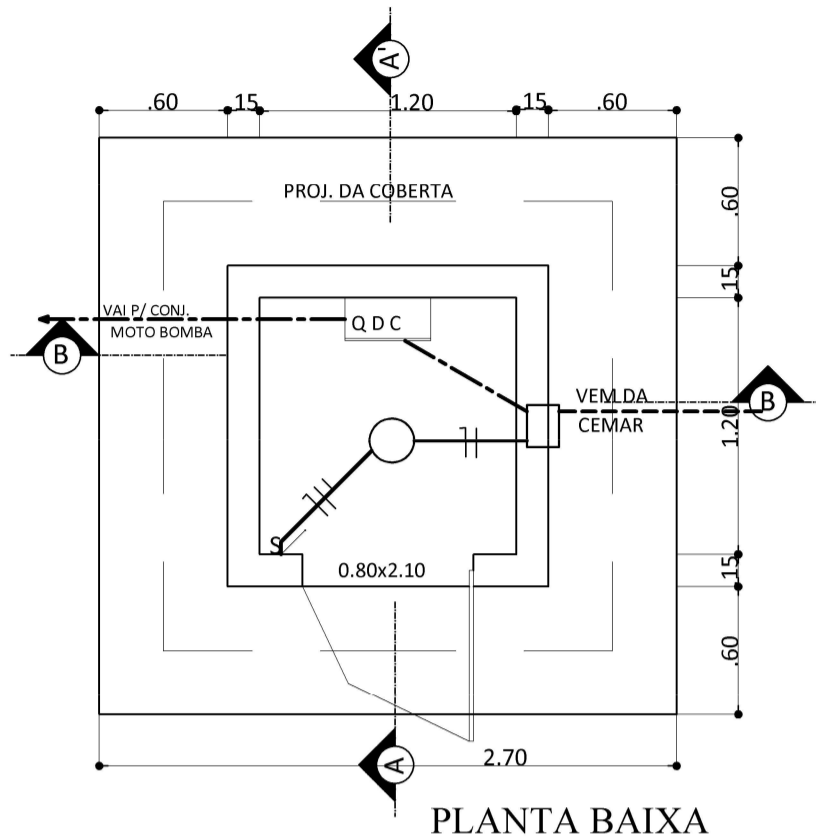 A'
.60 15 1.20 15 .60
PROJ. DA COBERTA
.60
15
VAI P/ CONJ.
MOTO BOMBA
Q D C
B
VEM DA
CEMAR
B
1.20
S
0.80x2.10
15
.60
A
2.70
PLANTA BAIXA